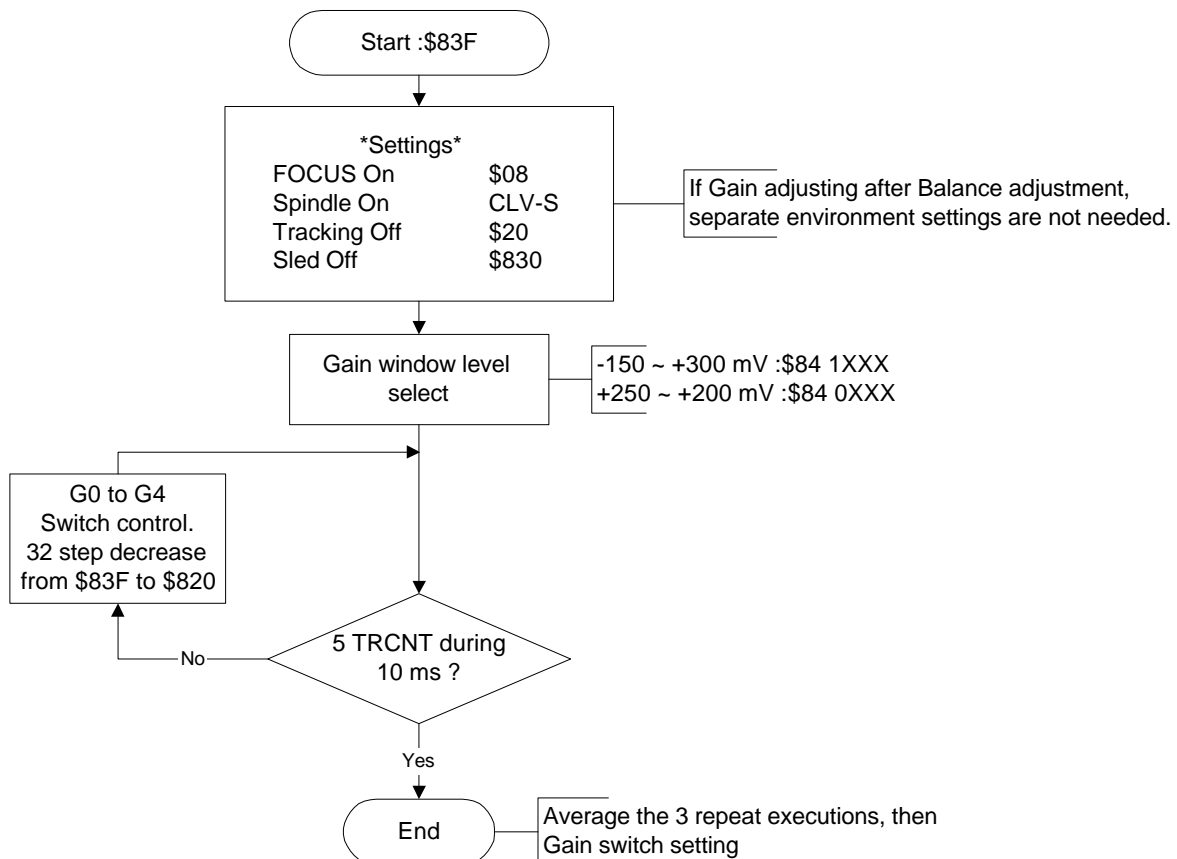 Start :$83F
*Settings*
FOCUS On $08
Spindle On CLV-S
Tracking Off $20
Sled Off $830
If Gain adjusting after Balance adjustment,
separate environment settings are not needed.
Gain window level
select
-150 ~ +300 mV :$84 1XXX
+250 ~ +200 mV :$84 0XXX
G0 to G4
Switch control.
32 step decrease
from $83F to $820
5 TRCNT during
10 ms ?
No
Yes
End
Average the 3 repeat executions, then
Gain switch setting